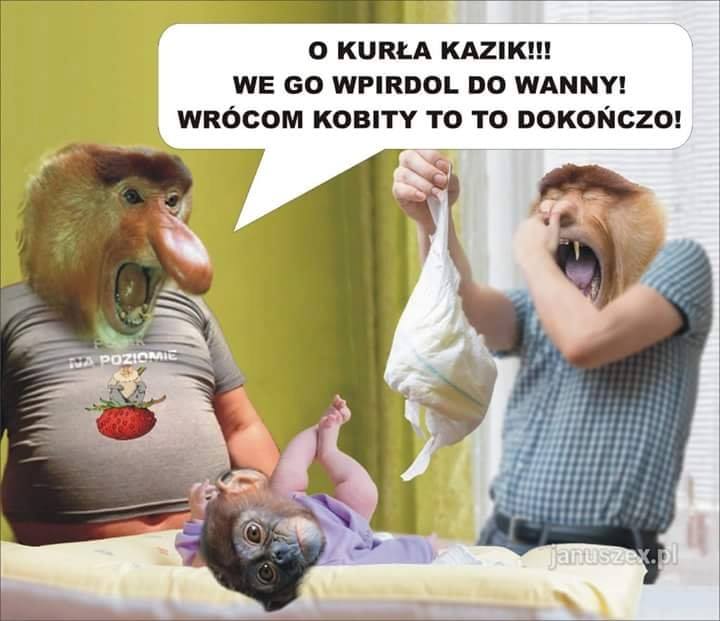 O KURŁA KAZIK!!!
WE GO WPIRDOL DO WANNY!
WRÓCOM KOBITY TO TO DOKOŃCZO!
NA POZIOMIE
januszex.pl